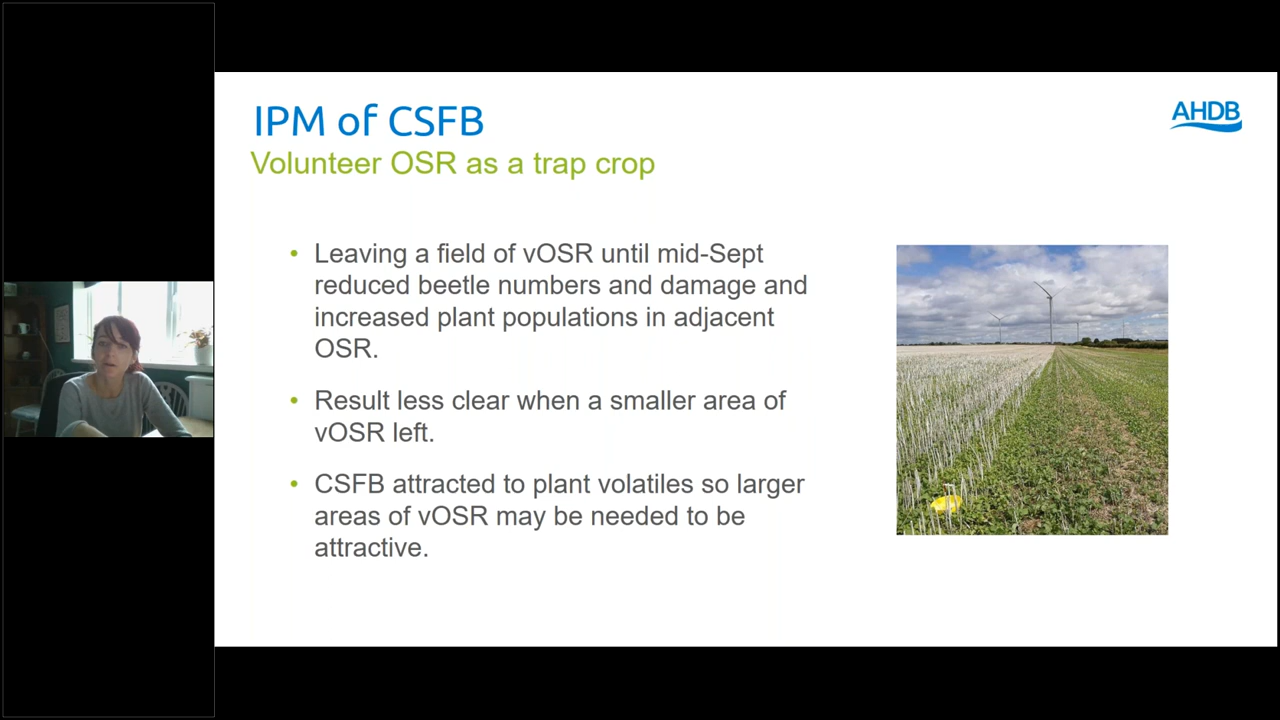 IPM of CSFB
AHDB
Volunteer OSR as a trap crop
• Leaving a field of vOSR until mid-Sept
reduced beetle numbers and damage and
increased plant populations in adjacent
OSR.
• Result less clear when a smaller area of
vOSR left.
• CSFB attracted to plant volatiles so larger
areas of vOSR may be needed to be
attractive.